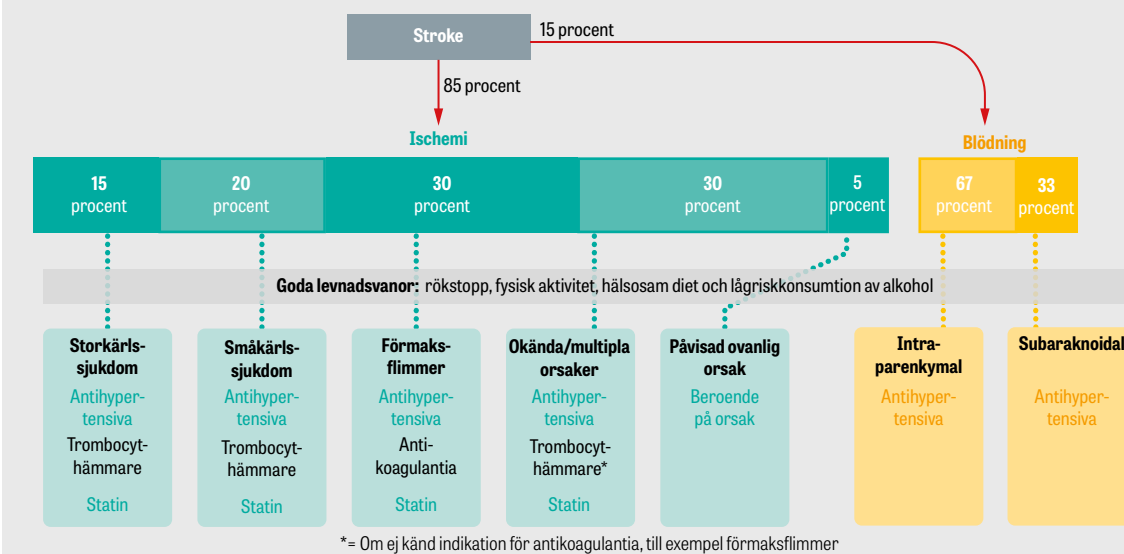 Stroke
15 procent
85 procent
Ischemi
Blödning
15
procent
20
procent
30
procent
30
procent
5
procent
67
procent
33
procent
Goda levnadsvanor: rökstopp, fysisk aktivitet, hälsosam diet och lågriskkonsumtion av alkohol
Storkärls-
sjukdom
Antihyper-
tensiva
Trombocyt-
hämmare
Statin
Småkärls-
sjukdom
Antihyper-
tensiva
Trombocyt-
hämmare
Statin
Förmaks-
flimmer
Antihyper-
tensiva
Anti-
koagulantia
Statin
Okända/multipla
orsaker
Antihyper-
tensiva
Trombocyt-
hämmare*
Statin
Påvisad ovanlig
orsak
Beroende
på orsak
Intra-
parenkymal
Antihyper-
tensiva
Subaraknoidal
Antihyper-
tensiva
*= Om ej känd indikation för antikoagulantia, till exempel förmaksflimmer